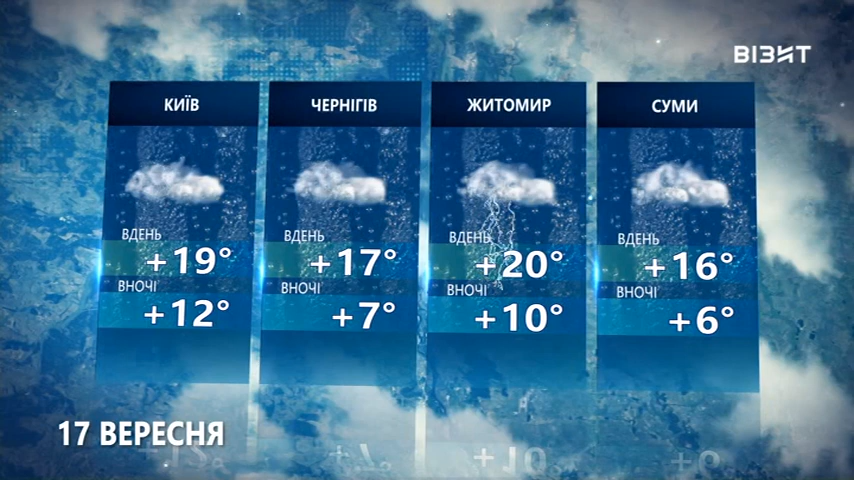 ВІЗИТ
КИЇВ
ВДЕНЬ
+19°
ВНОЧІ
+12°
ЧЕРНІГІВ
ВДЕНЬ
+17°
ВНОЧІ
+7°
ЖИТОМИР
ВДЕНЬ
+20°
ВНОЧІ
+10°
СУМИ
ВДЕНЬ
+16°
ВНОЧІ
+6°
17 ВЕРЕСНЯ